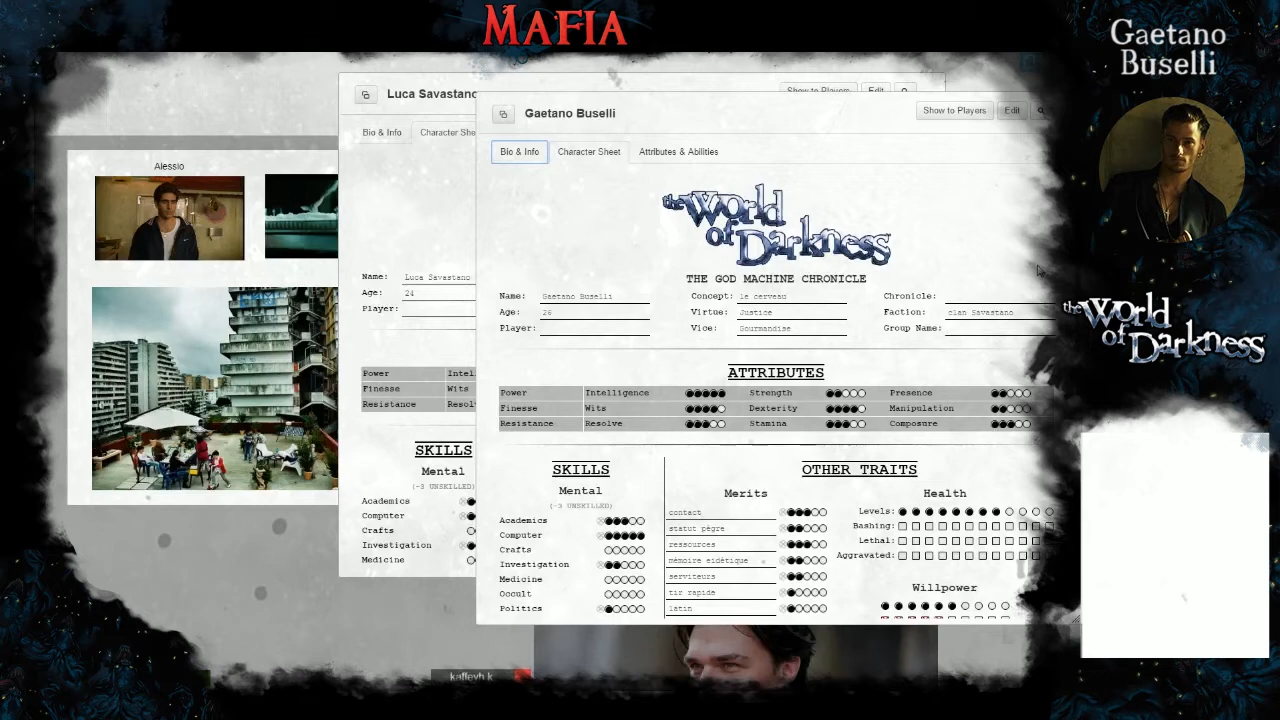 MAFIA
Gaetano
Buselli
Alessio
Luca Savastano
Bio & Info
Character She
Name: Luca Savastano
Age: 24
Player:
Power Intel
Finesse Wits
Resistance Resol
SKILLS
Mental
(-3 UNSKILLED)
Academics
Computer
Crafts
Investigation
Medicine
Show to Players Edit
Gaetano Buselli
Show to Players Edit
Bio & Info Character Sheet Attributes & Abilities
the World of Darkness
THE GOD MACHINE CHRONICLE
Name: Gaetano Buselli Concept: le cerveau Chronicle:
Age: 26 Virtue: Justice Faction: clan Savastano
Player: Vice: Gourmandise Group Name:
ATTRIBUTES
Power Intelligence Strength Presence
Finesse Wits Dexterity Manipulation
Resistance Resolve Stamina Composure
SKILLS
Mental
(-3 UNSKILLED)
Academics
Computer
Crafts
Investigation
Medicine
Occult
Politics
OTHER TRAITS
Merits
contact
statut pègre
ressources
mémoire eidétique
serviteurs
tir rapide
latin
Health
Levels:
Bashing:
Lethal:
Aggravated:
Willpower
the World of Darkness